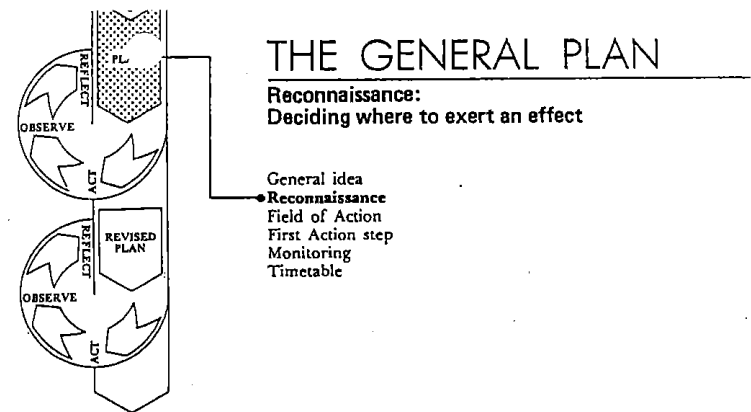 THE GENERAL PLAN
Reconnaissance:
Deciding where to exert an effect
General idea
Reconnaissance
Field of Action
First Action step
Monitoring
Timetable
REFLECT
OBSERVE
ACT
REVISED
PLAN
REFLECT
OBSERVE
ACT